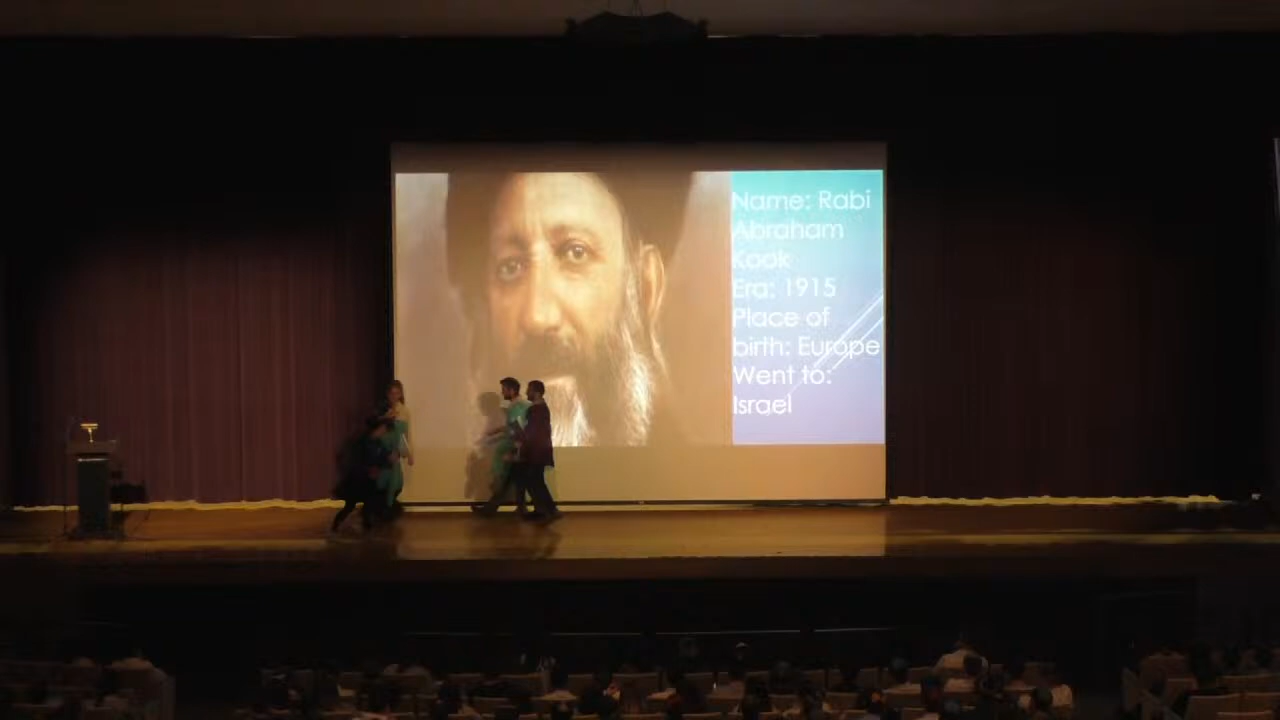 Name: Rabi
Abraham
Kook
Era: 1915
Place of
birth: Europe
Went to:
Israel